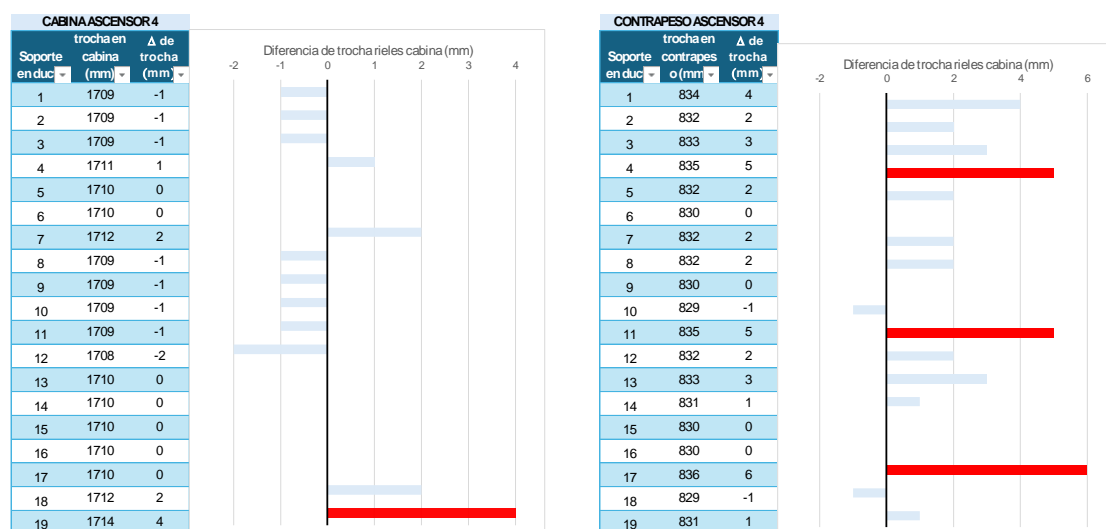 CABINA ASCENSOR 4
Soporte en duc trocha en cabina (mm) Δ de trocha (mm)
1 1709 -1
2 1709 -1
3 1709 -1
4 1711 1
5 1710 0
6 1710 0
7 1712 2
8 1709 -1
9 1709 -1
10 1709 -1
11 1709 -1
12 1708 -2
13 1710 0
14 1710 0
15 1710 0
16 1710 0
17 1710 0
18 1712 2
19 1714 4
Diferencia de trocha rieles cabina (mm)
-2 -1 0 1 2 3 4
CONTRAPESO ASCENSOR 4
Soporte en duc trocha en contrapeso (mm Δ de trocha (mm)
1 834 4
2 832 2
3 833 3
4 835 5
5 832 2
6 830 0
7 832 2
8 832 2
9 830 0
10 829 -1
11 835 5
12 832 2
13 833 3
14 831 1
15 830 0
16 830 0
17 836 6
18 829 -1
19 831 1
Diferencia de trocha rieles cabina (mm)
-2 0 2 4 6